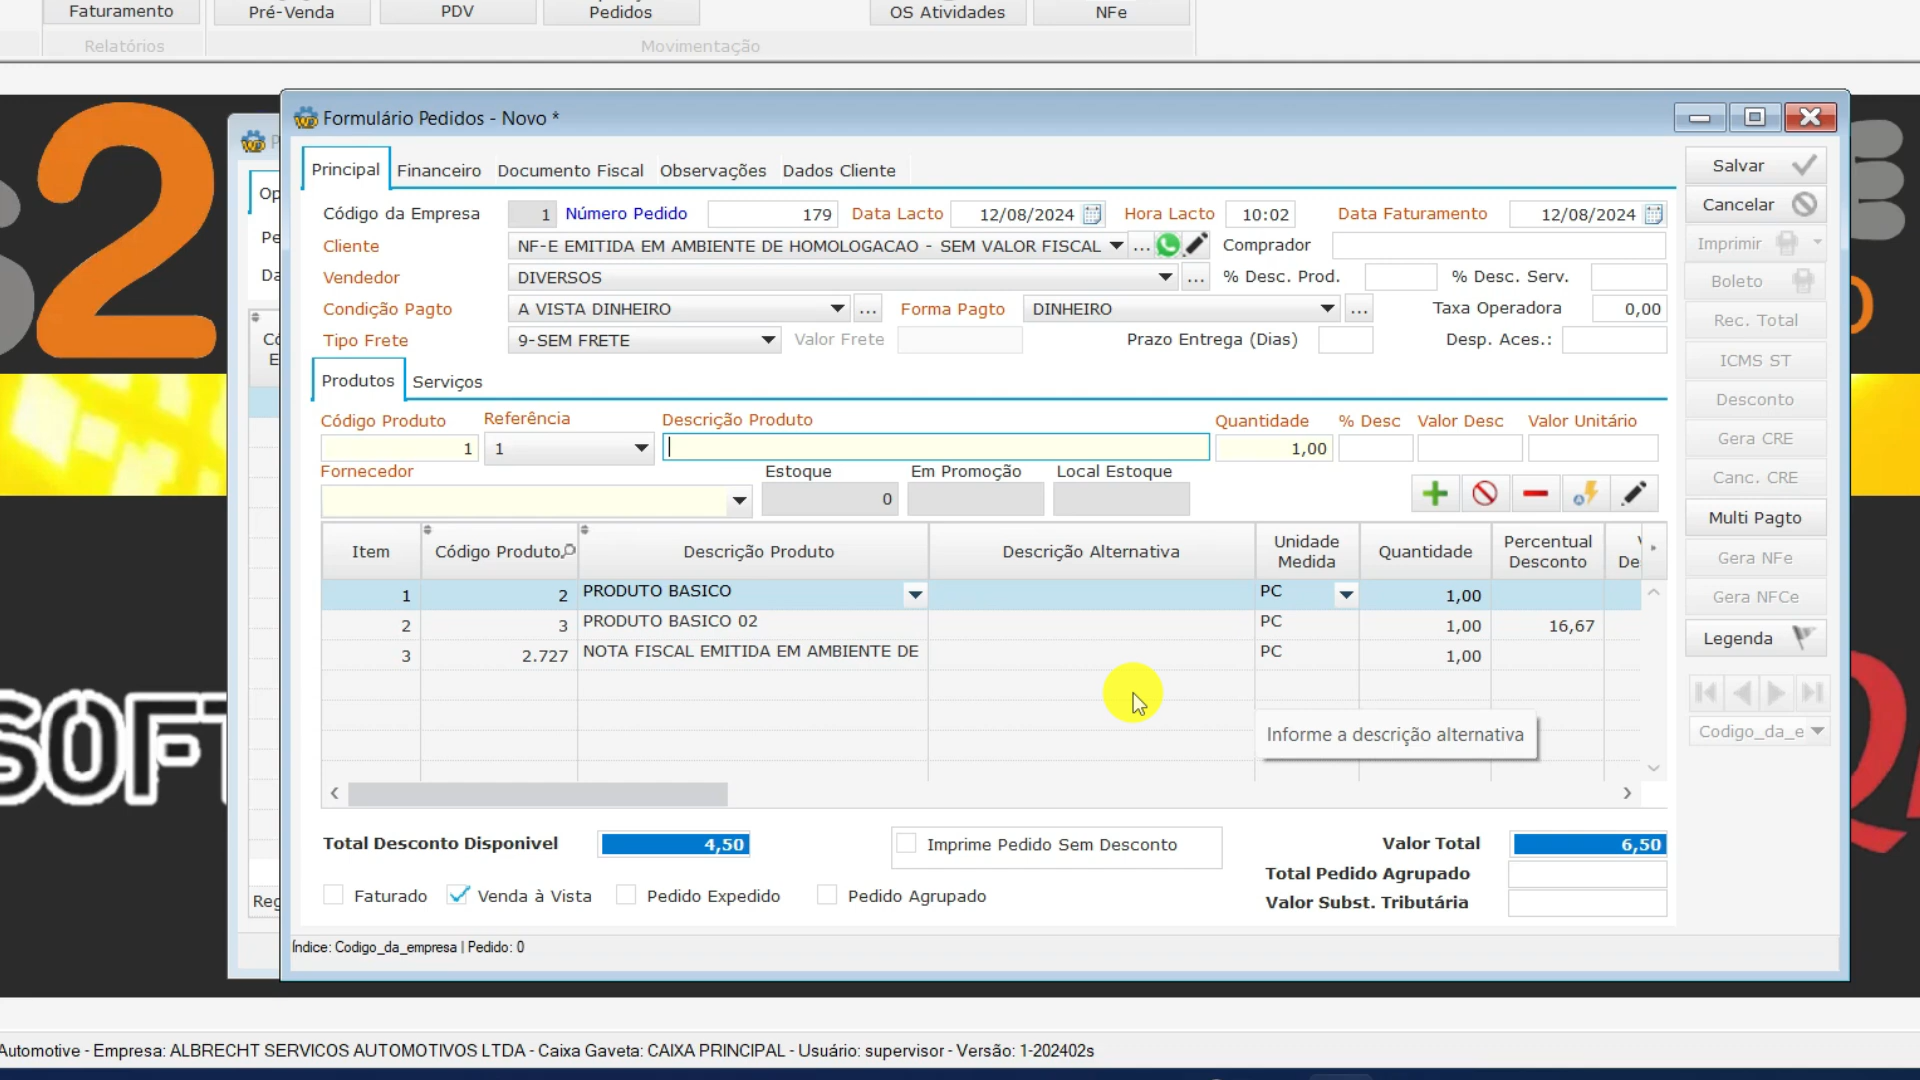 Faturamento
Pré-Venda
PDV
Pedidos
OS Atividades
NFe
Relatórios
Movimentação
Formulário Pedidos - Novo *
Principal
Financeiro
Documento Fiscal
Observações
Dados Cliente
Código da Empresa 1 Número Pedido 179 Data Lacto 12/08/2024 Hora Lacto 10:02 Data Faturamento 12/08/2024
Cliente NF-E EMITIDA EM AMBIENTE DE HOMOLOGACAO - SEM VALOR FISCAL ... Comprador
Vendedor DIVERSOS ... % Desc. Prod. % Desc. Serv.
Condição Pagto A VISTA DINHEIRO ... Forma Pagto DINHEIRO ... Taxa Operadora 0,00
Tipo Frete 9-SEM FRETE Valor Frete Prazo Entrega (Dias) Desp. Aces.:
Produtos Serviços
Código Produto Referência Descrição Produto Quantidade % Desc Valor Desc Valor Unitário
1 1 1,00
Fornecedor Estoque Em Promoção Local Estoque
0
Item Código Produto Descrição Produto Descrição Alternativa Unidade Medida Quantidade Percentual Desconto
1 2 PRODUTO BASICO PC 1,00
2 3 PRODUTO BASICO 02 PC 1,00 16,67
3 2.727 NOTA FISCAL EMITIDA EM AMBIENTE DE PC 1,00
Informe a descrição alternativa
Total Desconto Disponivel 4,50 Imprime Pedido Sem Desconto Valor Total 6,50
Total Pedido Agrupado
Faturado Venda à Vista Pedido Expedido Pedido Agrupado
Valor Subst. Tributária
Índice: Codigo_da_empresa | Pedido: 0
Salvar
Cancelar
Imprimir
Boleto
Rec. Total
ICMS ST
Desconto
Gera CRE
Canc. CRE
Multi Pagto
Gera NFe
Gera NFCe
Legenda
Codigo_da_e
2
SOFT
Automotive - Empresa: ALBRECHT SERVICOS AUTOMOTIVOS LTDA - Caixa Gaveta: CAIXA PRINCIPAL - Usuário: supervisor - Versão: 1-202402s